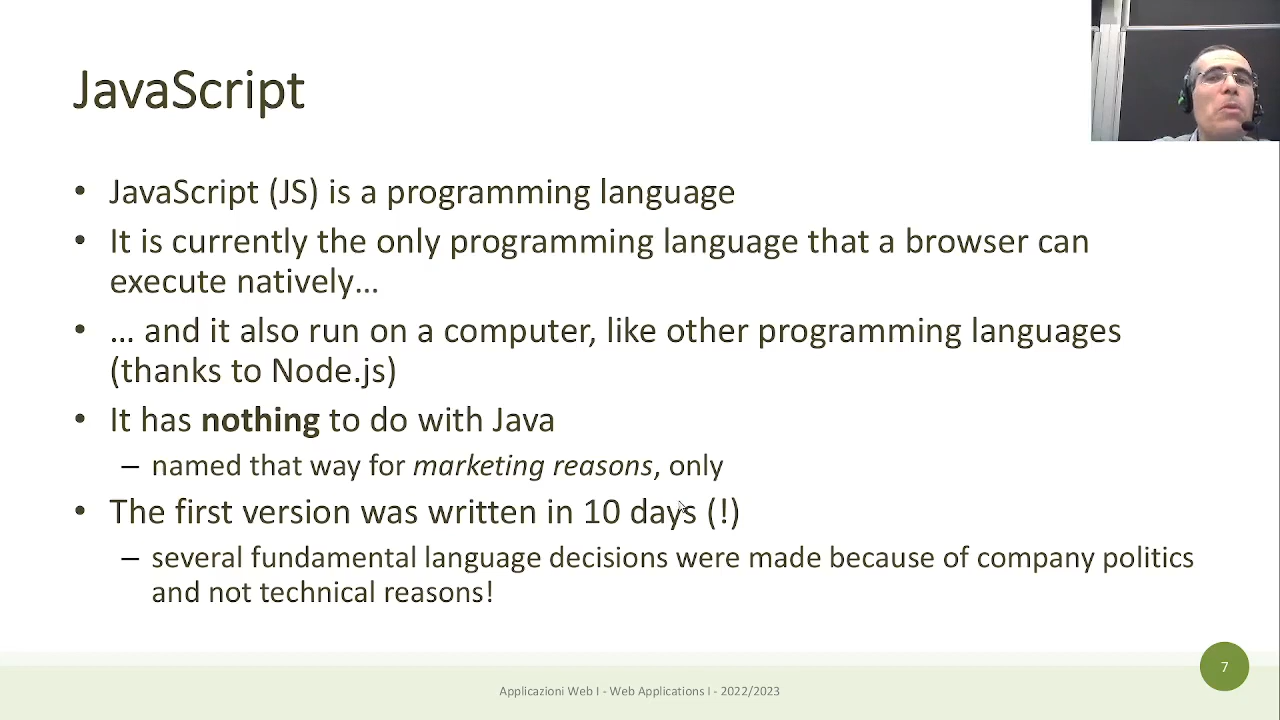 JavaScript
• JavaScript (JS) is a programming language
• It is currently the only programming language that a browser can
execute natively…
• … and it also run on a computer, like other programming languages
(thanks to Node.js)
• It has nothing to do with Java
– named that way for marketing reasons, only
• The first version was written in 10 days (!)
– several fundamental language decisions were made because of company politics
and not technical reasons!
7
Applicazioni Web I - Web Applications I - 2022/2023